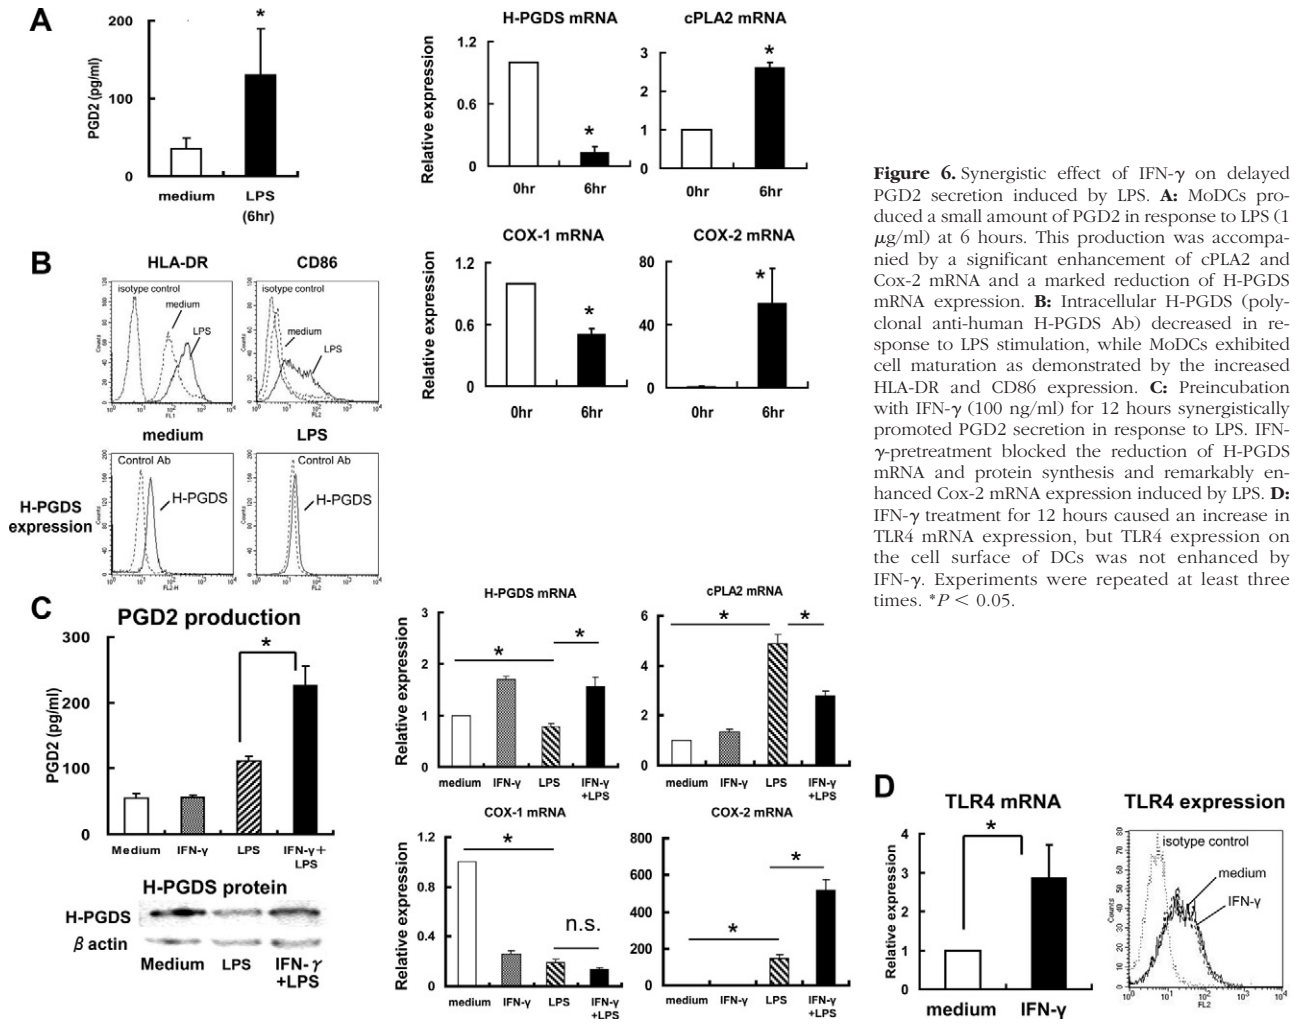 A
200
100
0
PGD2 (pg/ml)
*
medium
LPS
(6hr)
H-PGDS mRNA
1.2
0.6
0
Relative expression
*
0hr
6hr
cPLA2 mRNA
3
2
1
0
*
0hr
6hr
COX-1 mRNA
1.2
0.6
0
Relative expression
*
0hr
6hr
COX-2 mRNA
80
40
0
*
0hr
6hr
B
HLA-DR
isotype control
medium
LPS
Counts
FL1
CD86
isotype control
medium
LPS
Counts
FL2
H-PGDS
expression
medium
Control Ab
H-PGDS
Counts
FL2-H
LPS
Control Ab
H-PGDS
Counts
FL2
C
PGD2 production
300
200
100
0
PGD2 (pg/ml)
*
Medium
IFN-γ
LPS
IFN-γ+
LPS
H-PGDS protein
H-PGDS
β actin
Medium
LPS
IFN-γ
+LPS
H-PGDS mRNA
3
2
1
0
Relative expression
*
*
medium
IFN-γ
LPS
IFN-γ
+LPS
cPLA2 mRNA
6
4
2
0
*
*
medium
IFN-γ
LPS
IFN-γ
+LPS
COX-1 mRNA
1.2
0.8
0.4
0
Relative expression
*
n.s.
medium
IFN-γ
LPS
IFN-γ
+LPS
COX-2 mRNA
800
600
400
200
0
*
*
medium
IFN-γ
LPS
IFN-γ
+LPS
D
TLR4 mRNA
4
3
2
1
0
Relative expression
*
medium
IFN-γ
TLR4 expression
isotype control
medium
IFN-γ
Counts
FL2
Figure 6. Synergistic effect of IFN-γ on delayed
PGD2 secretion induced by LPS. A: MoDCs pro-
duced a small amount of PGD2 in response to LPS (1
μg/ml) at 6 hours. This production was accompa-
nied by a significant enhancement of cPLA2 and
Cox-2 mRNA and a marked reduction of H-PGDS
mRNA expression. B: Intracellular H-PGDS (poly-
clonal anti-human H-PGDS Ab) decreased in re-
sponse to LPS stimulation, while MoDCs exhibited
cell maturation as demonstrated by the increased
HLA-DR and CD86 expression. C: Preincubation
with IFN-γ (100 ng/ml) for 12 hours synergistically
promoted PGD2 secretion in response to LPS. IFN-
γ-pretreatment blocked the reduction of H-PGDS
mRNA and protein synthesis and remarkably en-
hanced Cox-2 mRNA expression induced by LPS. D:
IFN-γ treatment for 12 hours caused an increase in
TLR4 mRNA expression, but TLR4 expression on
the cell surface of DCs was not enhanced by
IFN-γ. Experiments were repeated at least three
times. *P < 0.05.